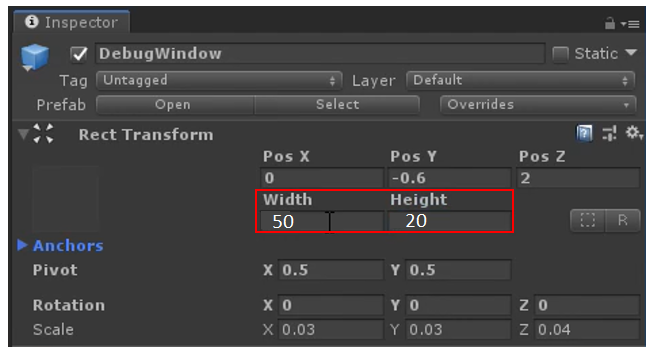 Inspector
DebugWindow Static
Tag Untagged Layer Default
Prefab Open Select Overrides
Rect Transform
Pos X Pos Y Pos Z
0 -0.6 2
Width Height
50 20
R
Anchors
Pivot X 0.5 Y 0.5
Rotation X 0 Y 0 Z 0
Scale X 0.03 Y 0.03 Z 0.04